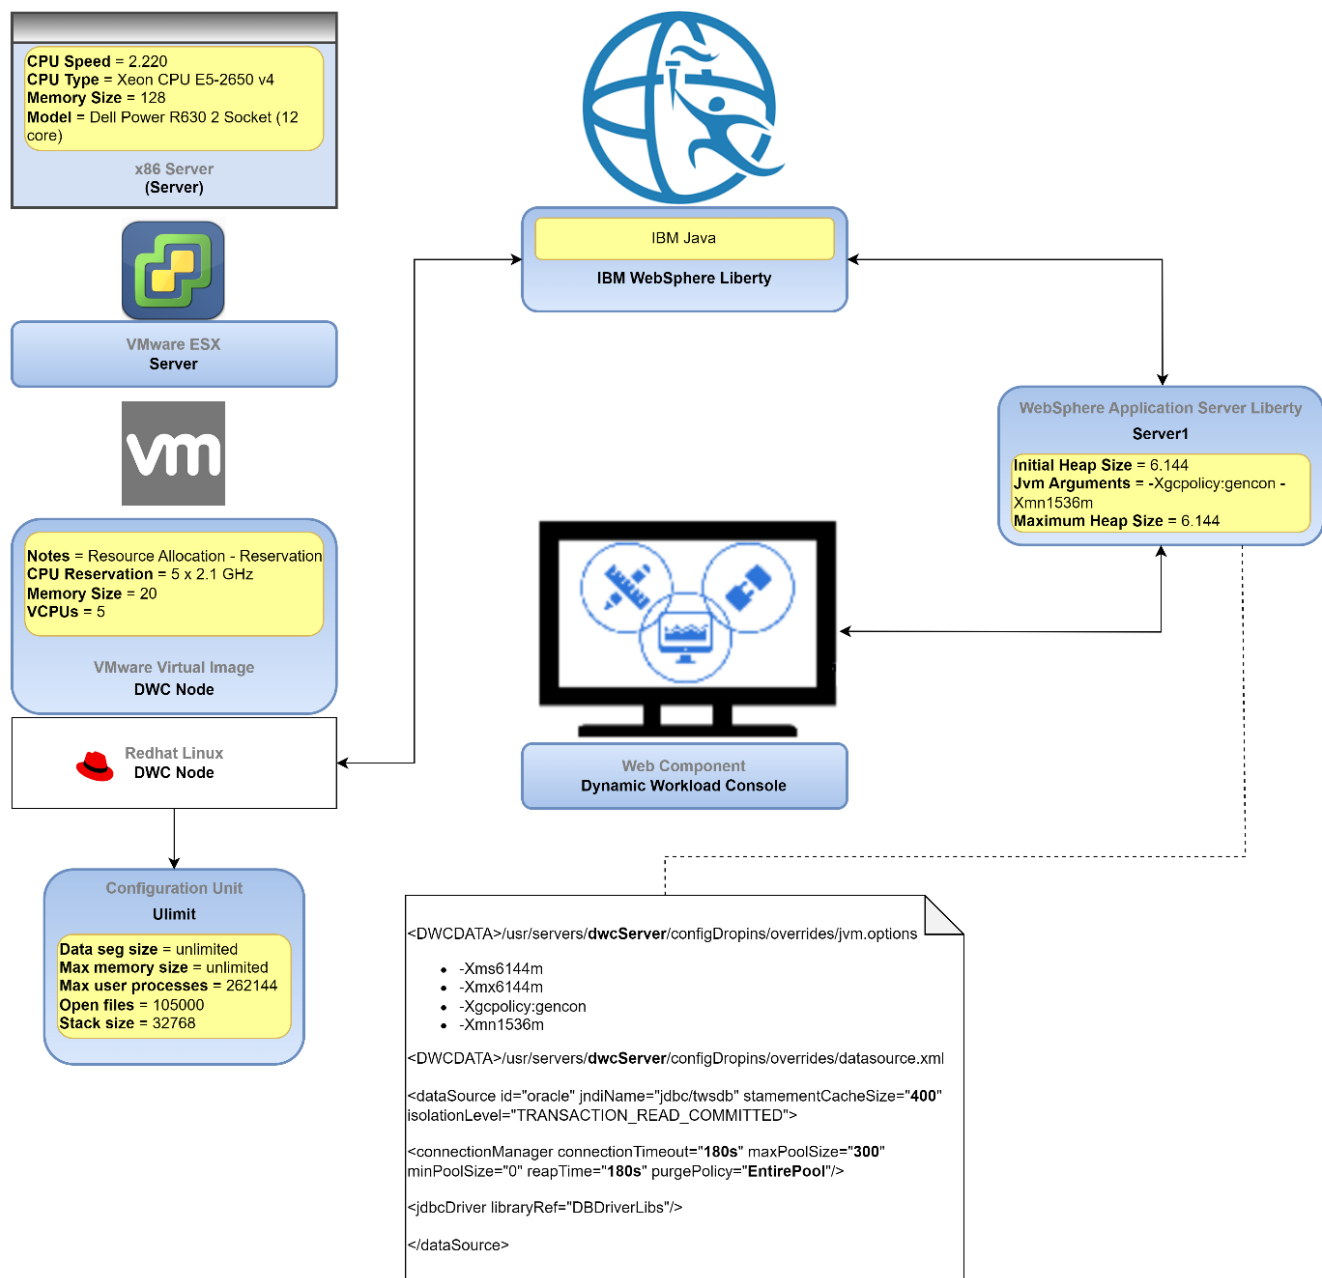 CPU Speed = 2.220
CPU Type = Xeon CPU E5-2650 v4
Memory Size = 128
Model = Dell Power R630 2 Socket (12
core)
x86 Server
(Server)
VMware ESX
Server
vm
Notes = Resource Allocation - Reservation
CPU Reservation = 5 x 2.1 GHz
Memory Size = 20
VCPUs = 5
VMware Virtual Image
DWC Node
Redhat Linux
DWC Node
Configuration Unit
Ulimit
Data seg size = unlimited
Max memory size = unlimited
Max user processes = 262144
Open files = 105000
Stack size = 32768
IBM Java
IBM WebSphere Liberty
WebSphere Application Server Liberty
Server1
Initial Heap Size = 6.144
Jvm Arguments = -Xgcpolicy:gencon -
Xmn1536m
Maximum Heap Size = 6.144
Web Component
Dynamic Workload Console
<DWCDATA>/usr/servers/dwcServer/configDropins/overrides/jvm.options
• -Xms6144m
• -Xmx6144m
• -Xgcpolicy:gencon
• -Xmn1536m
<DWCDATA>/usr/servers/dwcServer/configDropins/overrides/datasource.xml
<dataSource id="oracle" jndiName="jdbc/twsdb" stamementCacheSize="400"
isolationLevel="TRANSACTION_READ_COMMITTED">
<connectionManager connectionTimeout="180s" maxPoolSize="300"
minPoolSize="0" reapTime="180s" purgePolicy="EntirePool"/>
<jdbcDriver libraryRef="DBDriverLibs"/>
</dataSource>